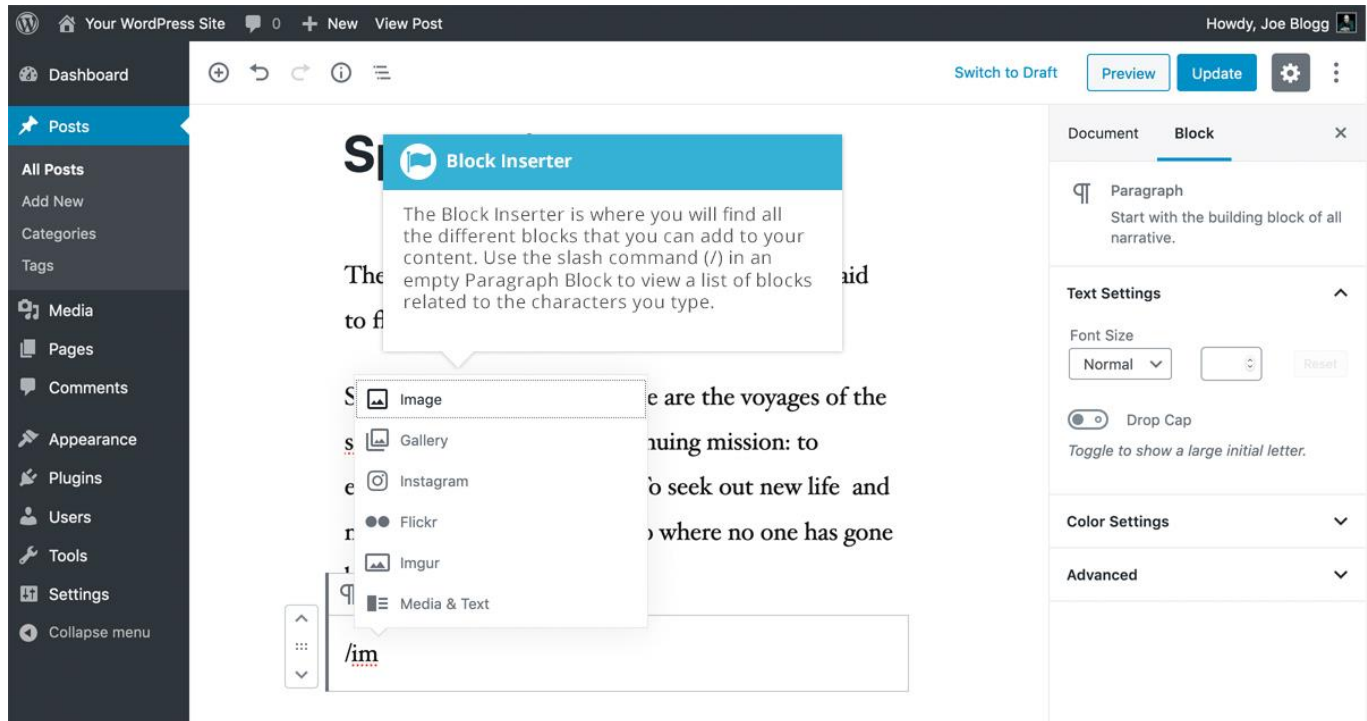 Your WordPress Site 0 + New View Post Howdy, Joe Blogg
Dashboard
Posts
All Posts
Add New
Categories
Tags
Media
Pages
Comments
Appearance
Plugins
Users
Tools
Settings
Collapse menu
Switch to Draft Preview Update
Block Inserter
The Block Inserter is where you will find all
the different blocks that you can add to your
content. Use the slash command (/) in an
empty Paragraph Block to view a list of blocks
related to the characters you type.
to
Image
Gallery
Instagram
Flickr
Imgur
Media & Text
are the voyages of the
mission: to
seek out new life and
where no one has gone
/im
Document Block
Paragraph
Start with the building block of all
narrative.
Text Settings
Font Size
Normal Reset
Drop Cap
Toggle to show a large initial letter.
Color Settings
Advanced